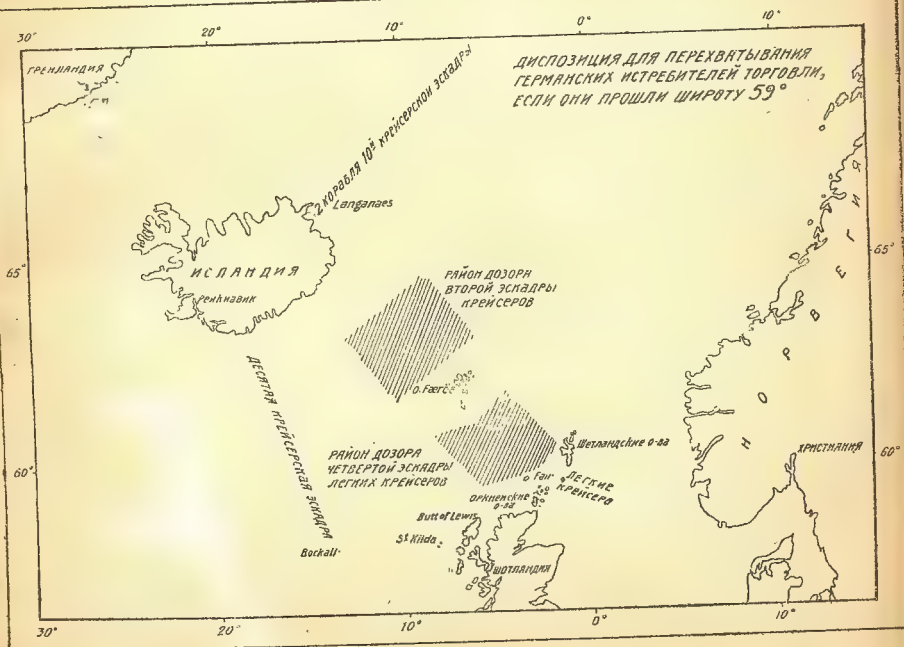 30°
20°
10°
0°
10°
ГРЕНЛАНДИЯ
ДИСПОЗИЦИЯ ДЛЯ ПЕРЕХВАТЫВАНИЯ
ГЕРМАНСКИХ ИСТРЕБИТЕЛЕЙ ТОРГОВЛИ,
ЕСЛИ ОНИ ПРОШЛИ ШИРОТУ 59°
2 КОРАБЛЯ 10й КРЕЙСЕРСКОЙ ЭСКАДРЫ
Langanaes
65°
65°
ИСЛАНДИЯ
Рейкиавик
РАЙОН ДОЗОРА
ВТОРОЙ ЭСКАДРЫ
КРЕЙСЕРОВ
НОРВЕГИЯ
ДЕСЯТАЯ КРЕЙСЕРСКАЯ ЭСКАДРА
О. Færö
60°
60°
РАЙОН ДОЗОРА
ЧЕТВЕРТОЙ ЭСКАДРЫ
ЛЕГКИХ КРЕЙСЕРОВ
Шетландские о-ва
ХРИСТИАНИЯ
о Fair
ЛЕГКИЕ
КРЕЙСЕРА
ОРКНЕЙСКИЕ
о-ва
Butt of Lewis
St Kilda
Bockall
ШОТЛАНДИЯ
30°
20°
10°
0°
10°